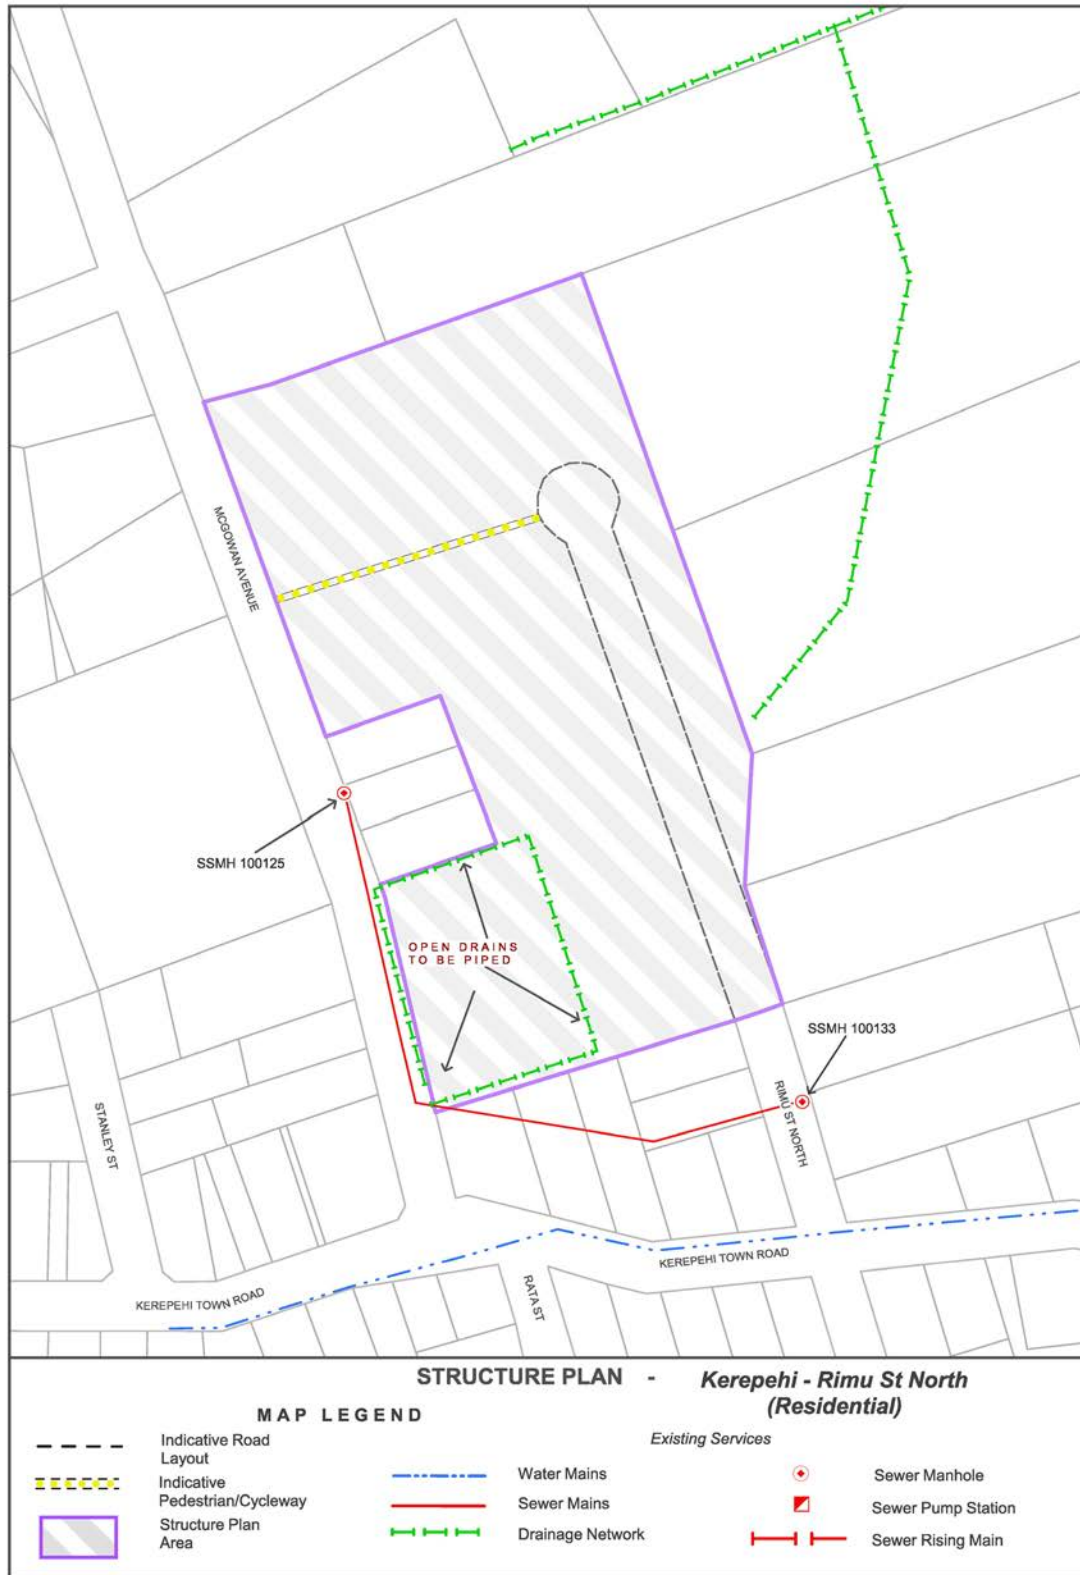 MCGOWAN AVENUE
SSMH 100125
OPEN DRAINS
TO BE PIPED
SSMH 100133
STANLEY ST
RIMU ST NORTH
KEREPEHI TOWN ROAD
KEREPEHI TOWN ROAD
RATA ST
STRUCTURE PLAN - Kerepehi - Rimu St North
(Residential)
MAP LEGEND
Existing Services
Indicative Road
Layout
Indicative
Pedestrian/Cycleway
Structure Plan
Area
Water Mains
Sewer Mains
Drainage Network
Sewer Manhole
Sewer Pump Station
Sewer Rising Main